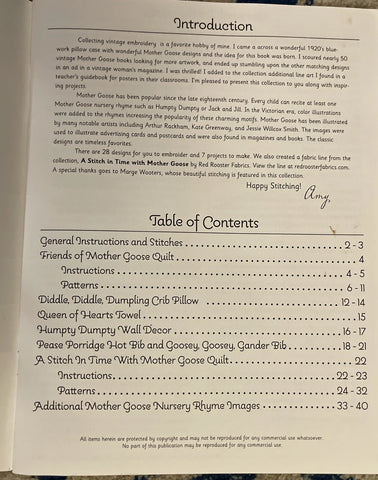 Introduction
Collecting vintage embroidery is a favorite hobby of mine. I came a across a wonderful 1920's blue-
work pillow case with wonderful Mother Goose designs and the idea for this book was born. I scoured nearly 50
vintage Mother Goose books looking for more artwork, and ended up stumbling upon the other matching designs
in an ad in a vintage woman's magazine. I was thrilled! I added to the collection additional line art I found in a
teacher's guidebook for posters in their classrooms. I'm pleased to present this collection to you along with inspir-
ing projects.
Mother Goose has been popular since the late eighteenth century. Every child can recite at least one
Mother Goose nursery rhyme such as Humpty Dumpty or Jack and Jill. In the Victorian era, color illustrations
were added to the rhymes increasing the popularity of these charming motifs. Mother Goose has been illustrated
by many notable artists including Arthur Rackham, Kate Greenway, and Jessie Willcox Smith. The images were
used to illustrate advertising cards and postcards and were also found in magazines and books. The classic
designs are timeless favorites.
There are 28 designs for you to embroider and 7 projects to make. We also created a fabric line from the
collection, A Stitch in Time with Mother Goose by Red Rooster Fabrics. View the line at redroosterfabrics.com.
A special thanks goes to Marge Wooters, whose beautiful stitching is featured in this collection.
Happy Stitching!
Amy,
Table of Contents
General Instructions and Stitches 2 - 3
Friends of Mother Goose Quilt 4
Instructions 4 - 5
Patterns 6 - 11
Diddle, Diddle, Dumpling Crib Pillow 12 - 14
Queen of Hearts Towel 15
Humpty Dumpty Wall Decor 16 - 17
Pease Porridge Hot Bib and Goosey, Goosey, Gander Bib 18 - 21
A Stitch In Time With Mother Goose Quilt 22
Instructions 22 - 23
Patterns 24 - 32
Additional Mother Goose Nursery Rhyme Images 33 - 40
All items herein are protected by copyright and may not be reproduced for any commercial use whatsoever.
No part of this publication may be reproduced for any commercial use.